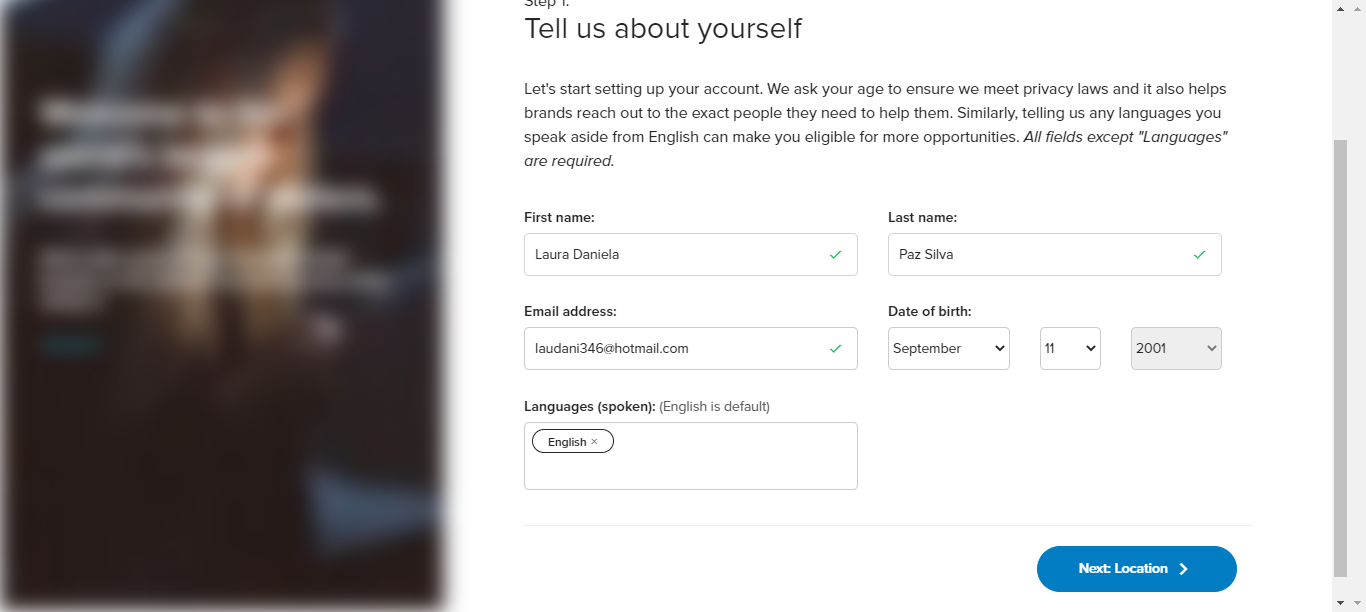 Step 1.
Tell us about yourself
Let's start setting up your account. We ask your age to ensure we meet privacy laws and it also helps
brands reach out to the exact people they need to help them. Similarly, telling us any languages you
speak aside from English can make you eligible for more opportunities. All fields except "Languages"
are required.
First name:
Last name:
Laura Daniela
Paz Silva
Email address:
Date of birth:
laudani346@hotmail.com
September
11
2001
Languages (spoken): (English is default)
English ×
Next: Location